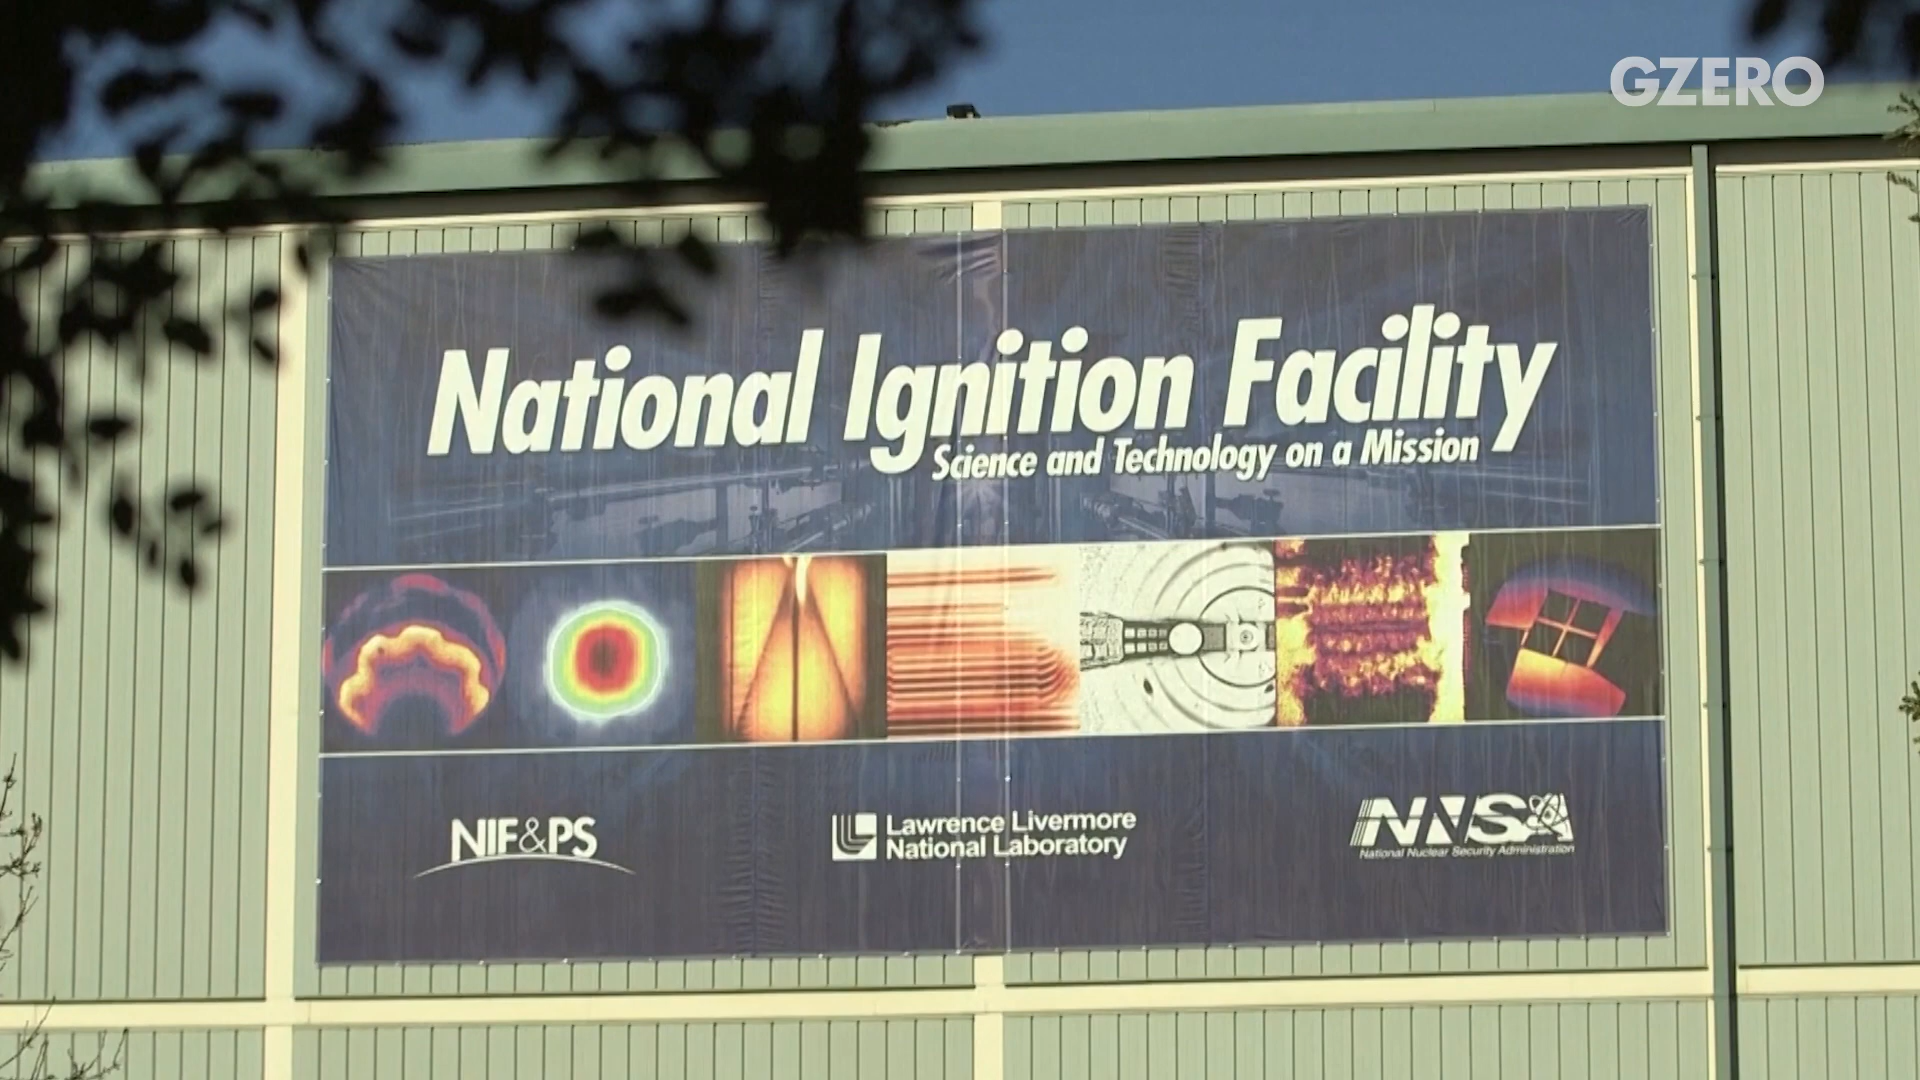 GZERO
National Ignition Facility
Science and Technology on a Mission
NIF&PS
Lawrence Livermore
National Laboratory
NNSA
National Nuclear Security Administration